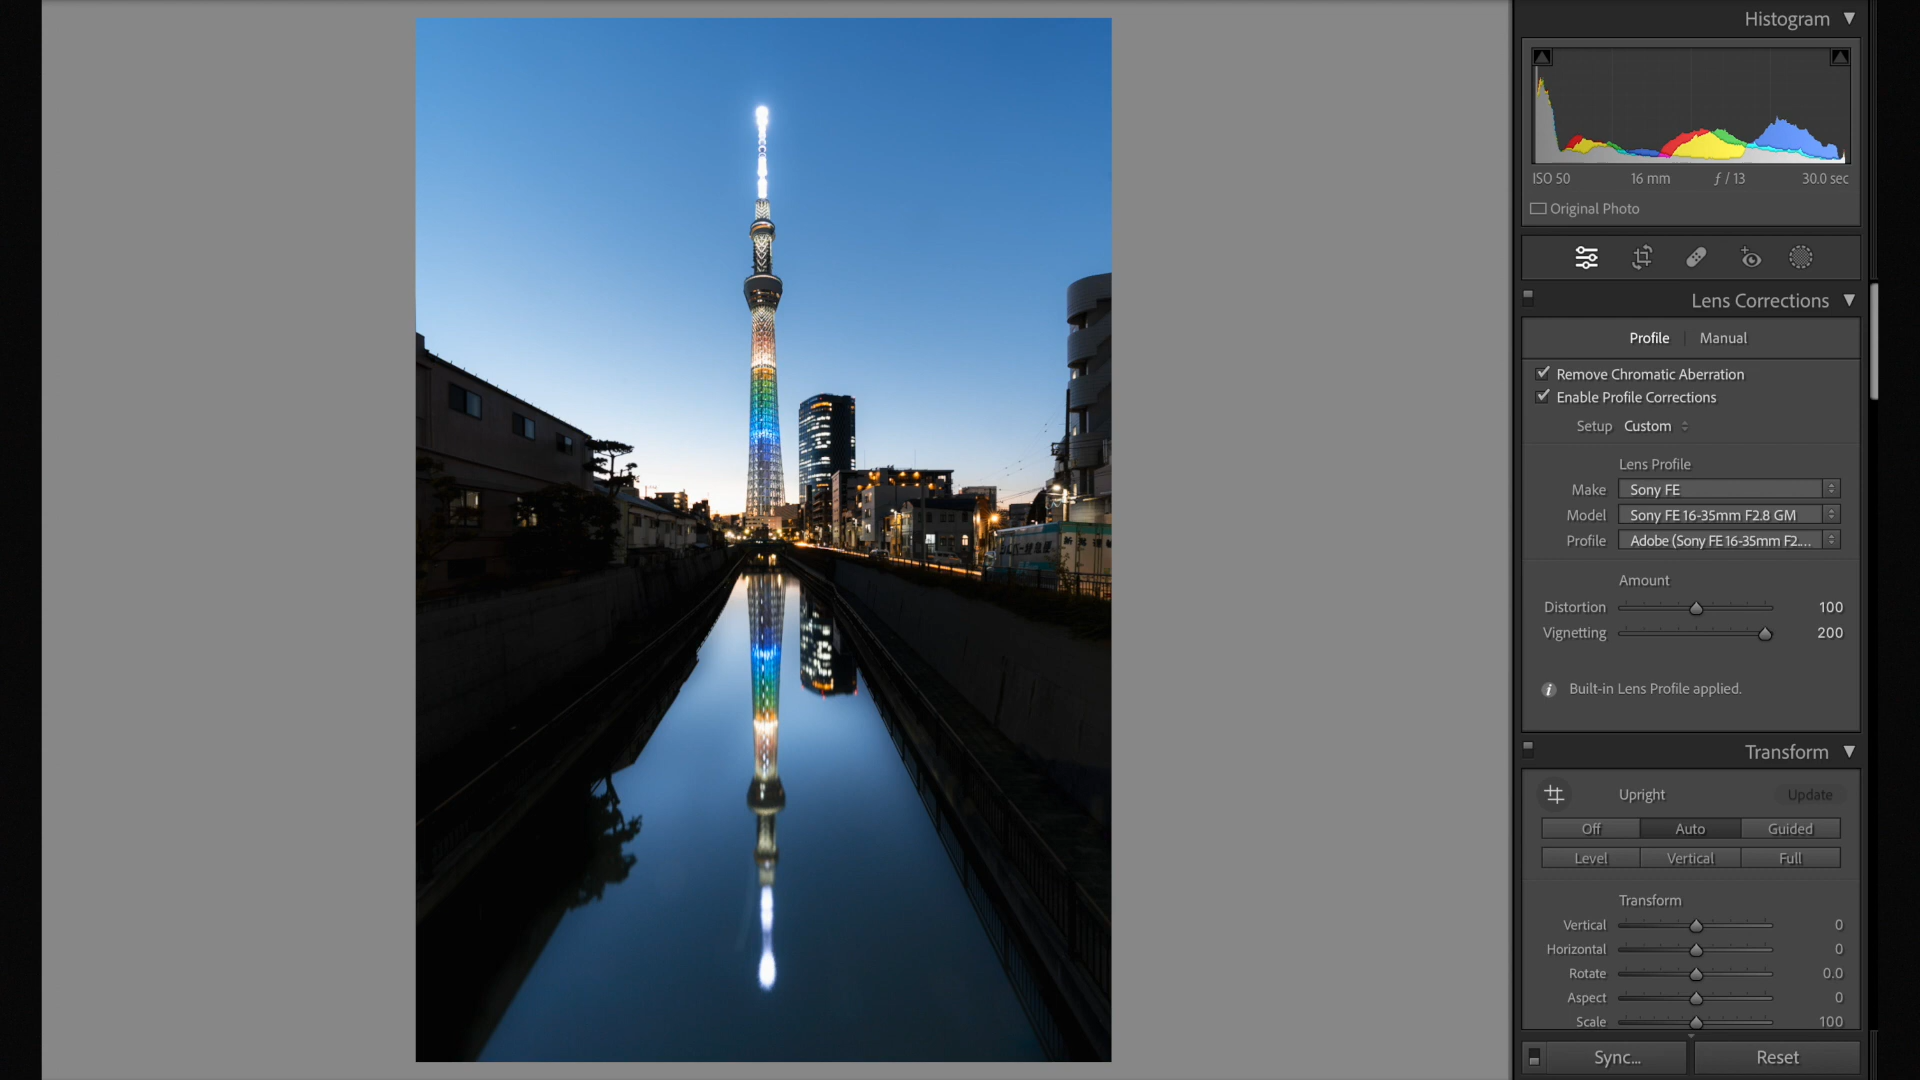 Histogram
ISO 50 16 mm f / 13 30.0 sec
Original Photo
Lens Corrections
Profile Manual
Remove Chromatic Aberration
Enable Profile Corrections
Setup Custom
Lens Profile
Make Sony FE
Model Sony FE 16-35mm F2.8 GM
Profile Adobe (Sony FE 16-35mm F2....
Amount
Distortion 100
Vignetting 200
Built-in Lens Profile applied.
Transform
Upright Update
Off Auto Guided
Level Vertical Full
Transform
Vertical 0
Horizontal 0
Rotate 0.0
Aspect 0
Scale 100
Sync... Reset